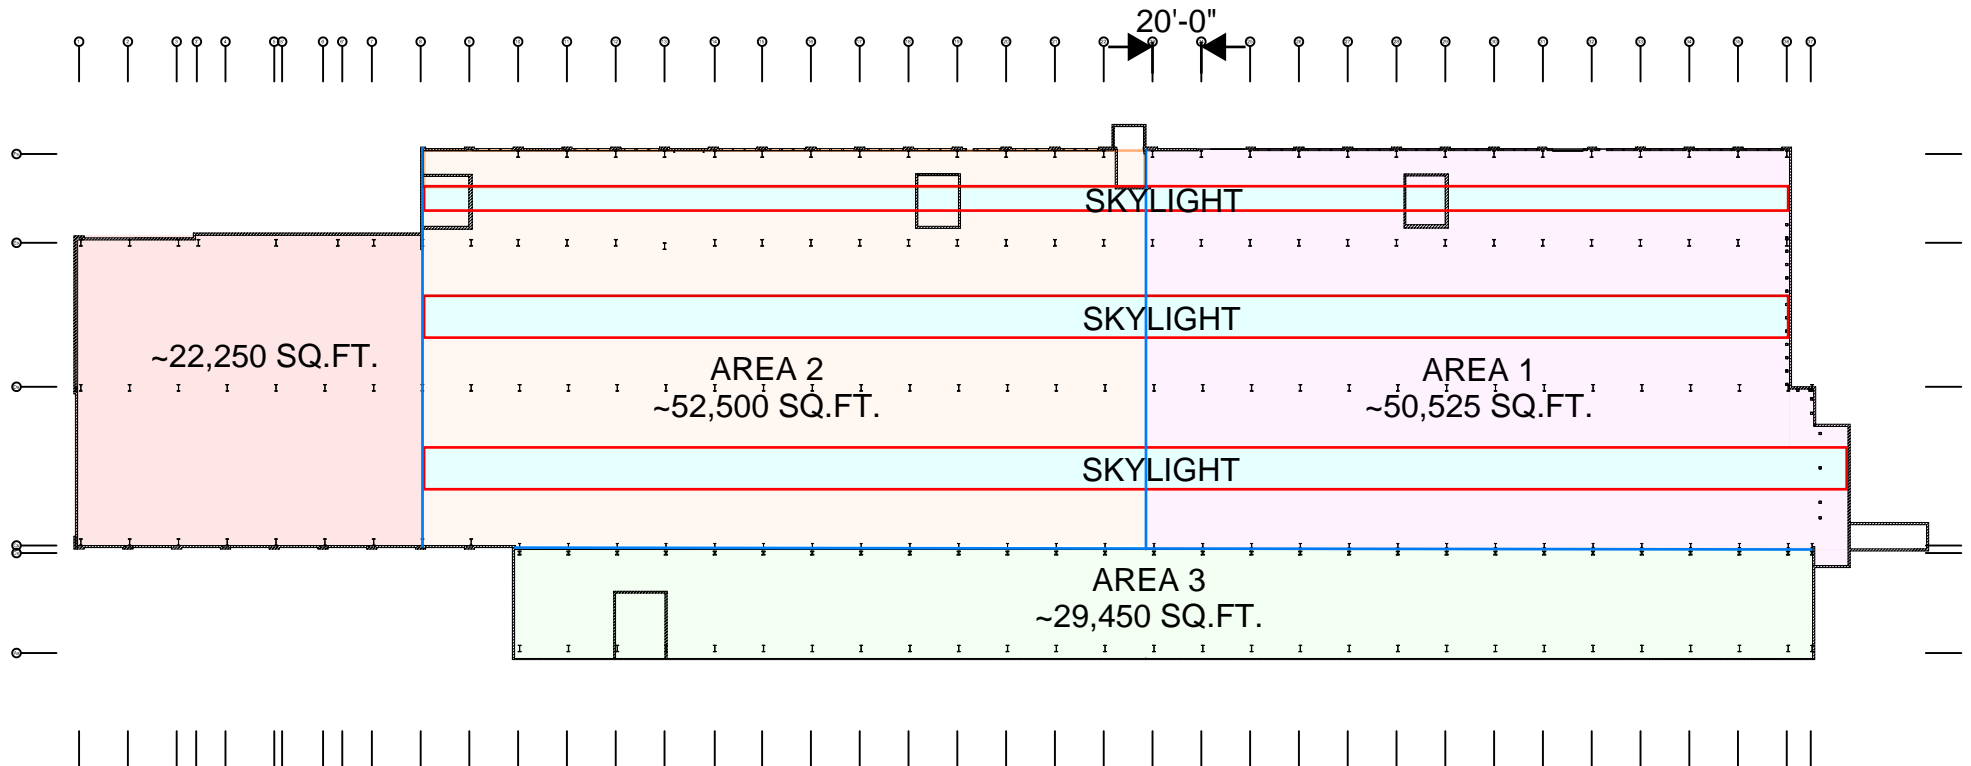 20'-0"
SKYLIGHT
SKYLIGHT
~22,250 SQ.FT.
AREA 2
~52,500 SQ.FT.
AREA 1
~50,525 SQ.FT.
SKYLIGHT
AREA 3
~29,450 SQ.FT.